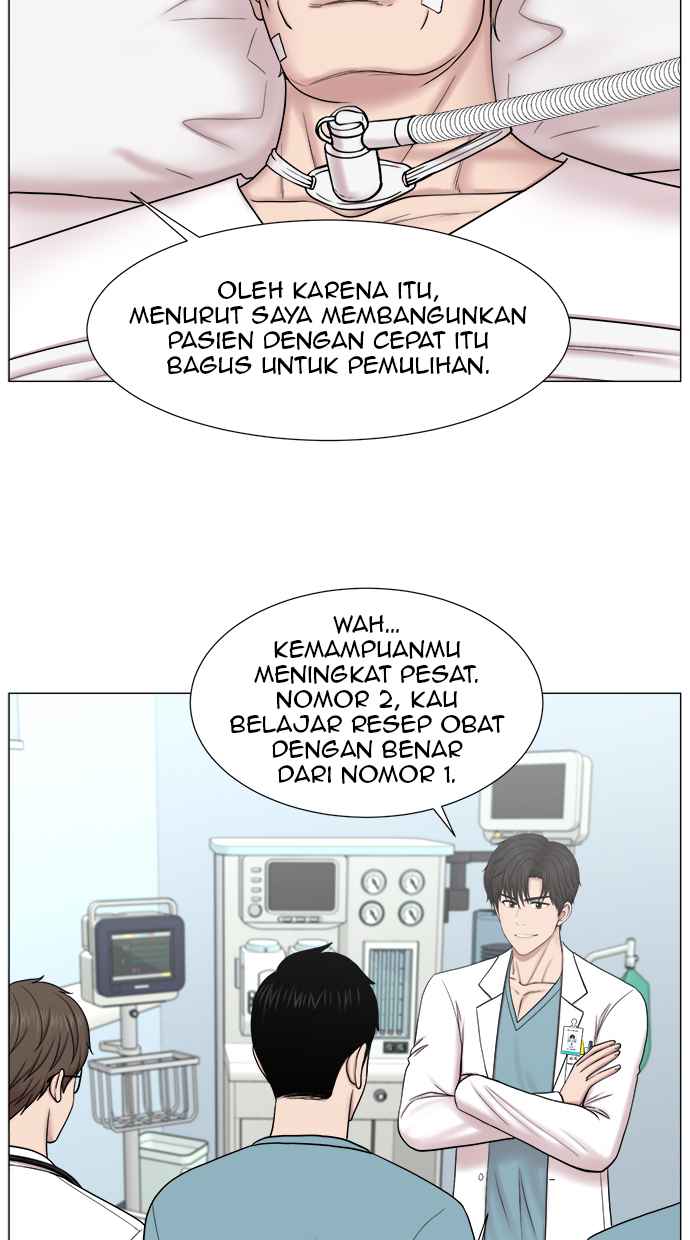 OLEH KARENA ITU,
MENURUT SAYA MEMBANGUNKAN
PASIEN DENGAN CEPAT ITU
BAGUS UNTUK PEMULIHAN.
WAH...
KEMAMPUANMU
MENINGKAT PESAT.
NOMOR 2, KAU
BELAJAR RESEP OBAT
DENGAN BENAR
DARI NOMOR 1.